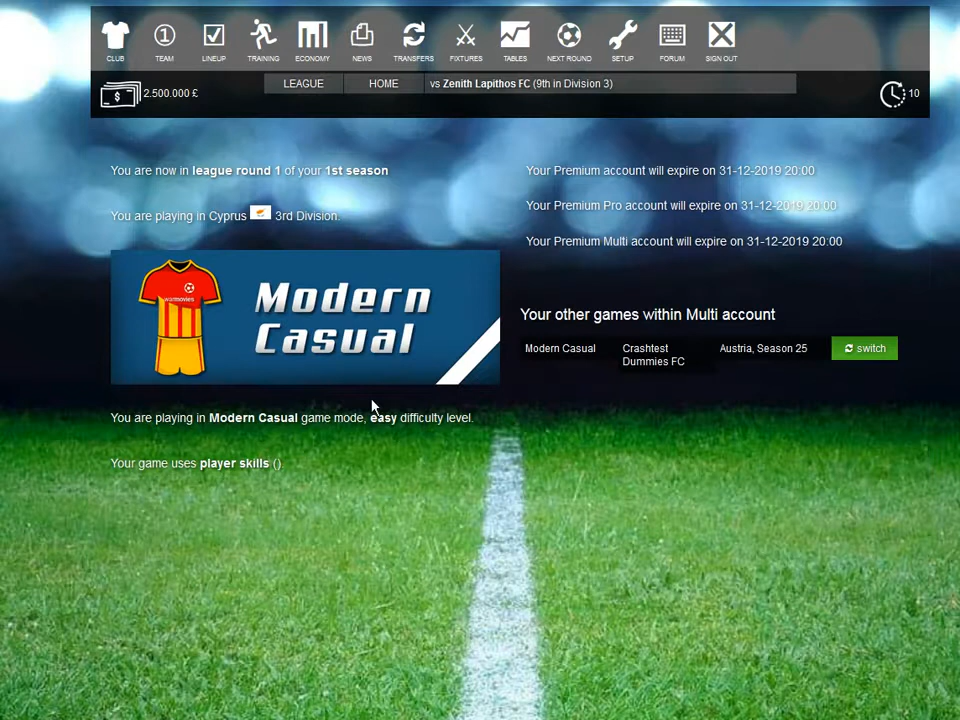 CLUB
TEAM
LINEUP
TRAINING
ECONOMY
NEWS
TRANSFERS
FIXTURES
TABLES
NEXT ROUND
SETUP
FORUM
SIGN OUT
2.500.000 £
LEAGUE
HOME
vs Zenith Lapithos FC (9th in Division 3)
10
You are now in league round 1 of your 1st season
You are playing in Cyprus 3rd Division.
Modern
Casual
You are playing in Modern Casual game mode, easy difficulty level.
Your game uses player skills ()
Your Premium account will expire on 31-12-2019 20:00
Your Premium Pro account will expire on 31-12-2019 20:00
Your Premium Multi account will expire on 31-12-2019 20:00
Your other games within Multi account
Modern Casual
Crashtest
Dummies FC
Austria, Season 25
switch